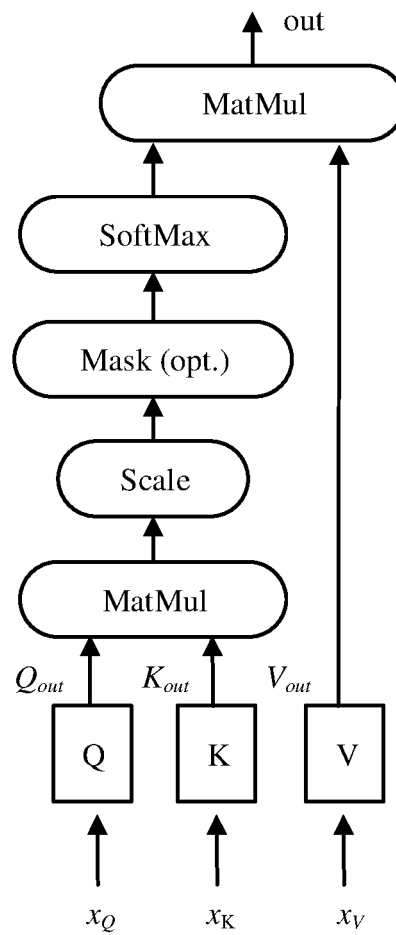 out
MatMul
SoftMax
Mask (opt.)
Scale
MatMul
Q_out K_out V_out
Q K V
x_Q x_K x_V